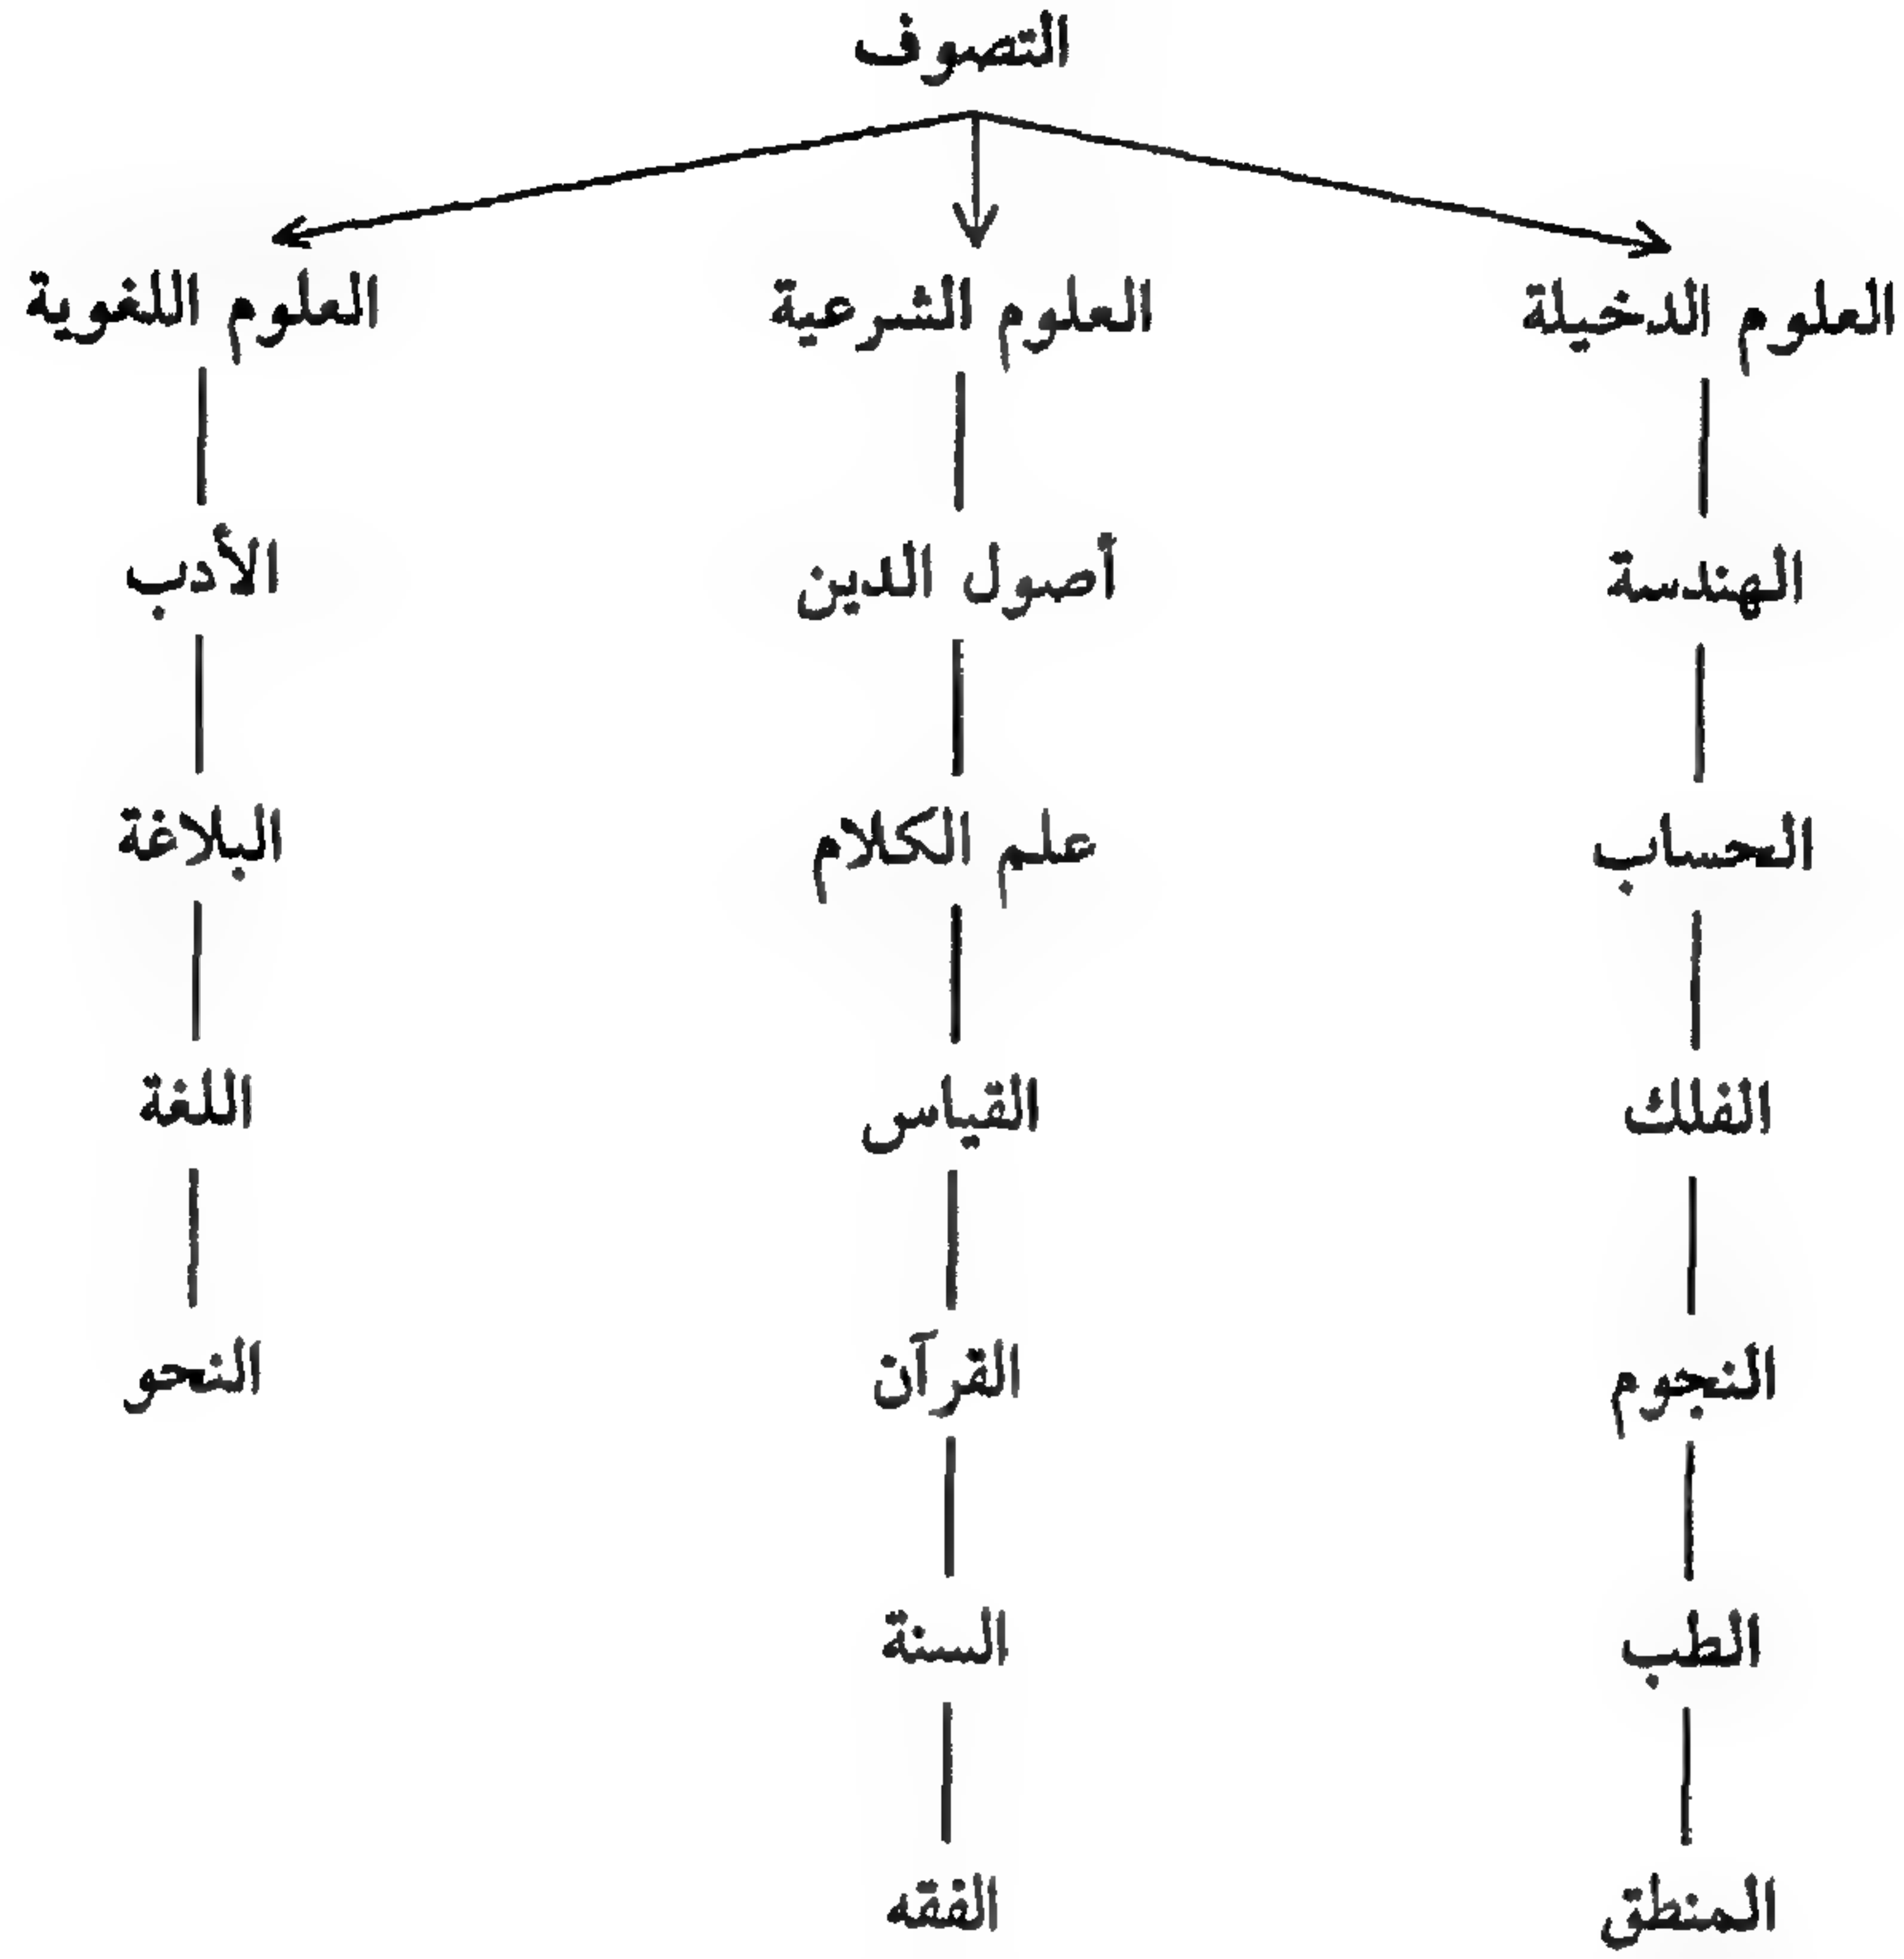 التصوف
العلوم الدخيلة العلوم الشرعية العلوم اللغوية
الهندسة أصول الدين الأدب
الحساب علم الكلام البلاغة
الفلك القياس اللغة
النجوم القرآن النحو
الطب السنة
المنطق الفقه